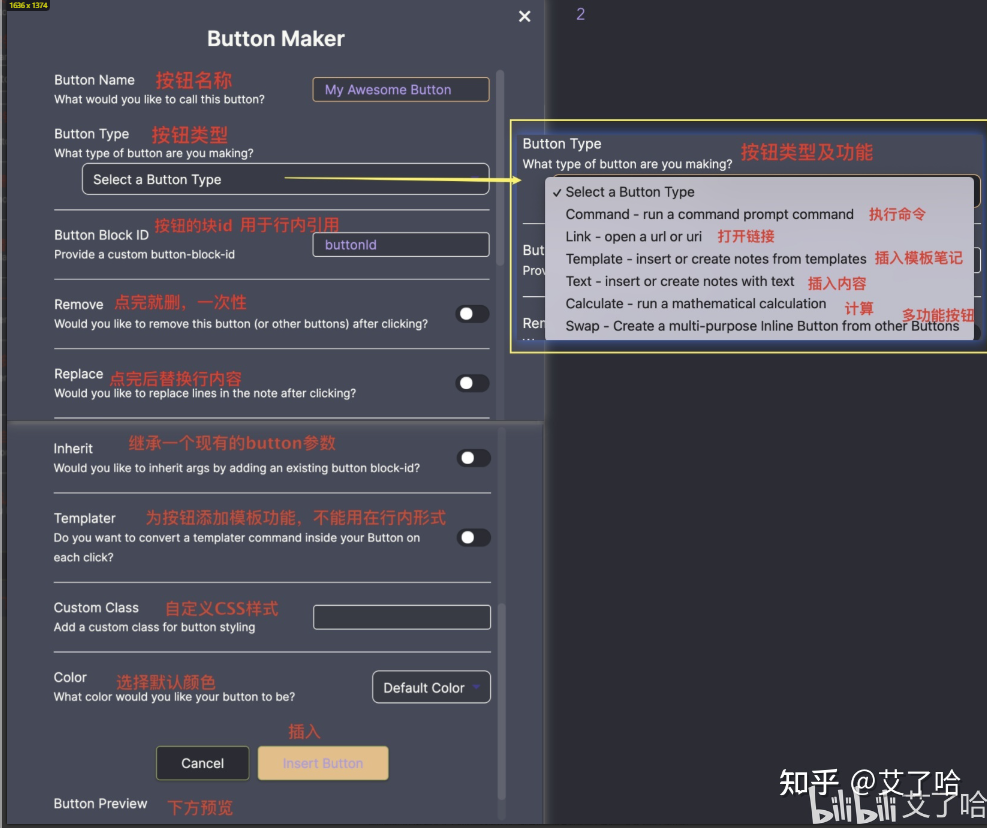 1636 x 1374
2
Button Maker
Button Name 按钮名称
What would you like to call this button?
My Awesome Button
Button Type 按钮类型
What type of button are you making?
Select a Button Type
Button Block ID 按钮的块id 用于行内引用
Provide a custom button-block-id
buttonId
Remove 点完就删，一次性
Would you like to remove this button (or other buttons) after clicking?
Replace 点完后替换行内容
Would you like to replace lines in the note after clicking?
Button Type
What type of button are you making? 按钮类型及功能
✓ Select a Button Type
Command - run a command prompt command 执行命令
Link - open a url or uri 打开链接
Template - insert or create notes from templates 插入模板笔记
Text - insert or create notes with text 插入内容
Calculate - run a mathematical calculation 计算
Swap - Create a multi-purpose Inline Button from other Buttons 多功能按钮
But
Prov
Rem
Inherit 继承一个现有的button参数
Would you like to inherit args by adding an existing button block-id?
Templater 为按钮添加模板功能，不能用在行内形式
Do you want to convert a templater command inside your Button on
each click?
Custom Class 自定义CSS样式
Add a custom class for button styling
Color 选择默认颜色
What color would you like your button to be?
Default Color
插入
Cancel
Insert Button
Button Preview 下方预览
知乎 @艾了哈
bilibili 艾了哈